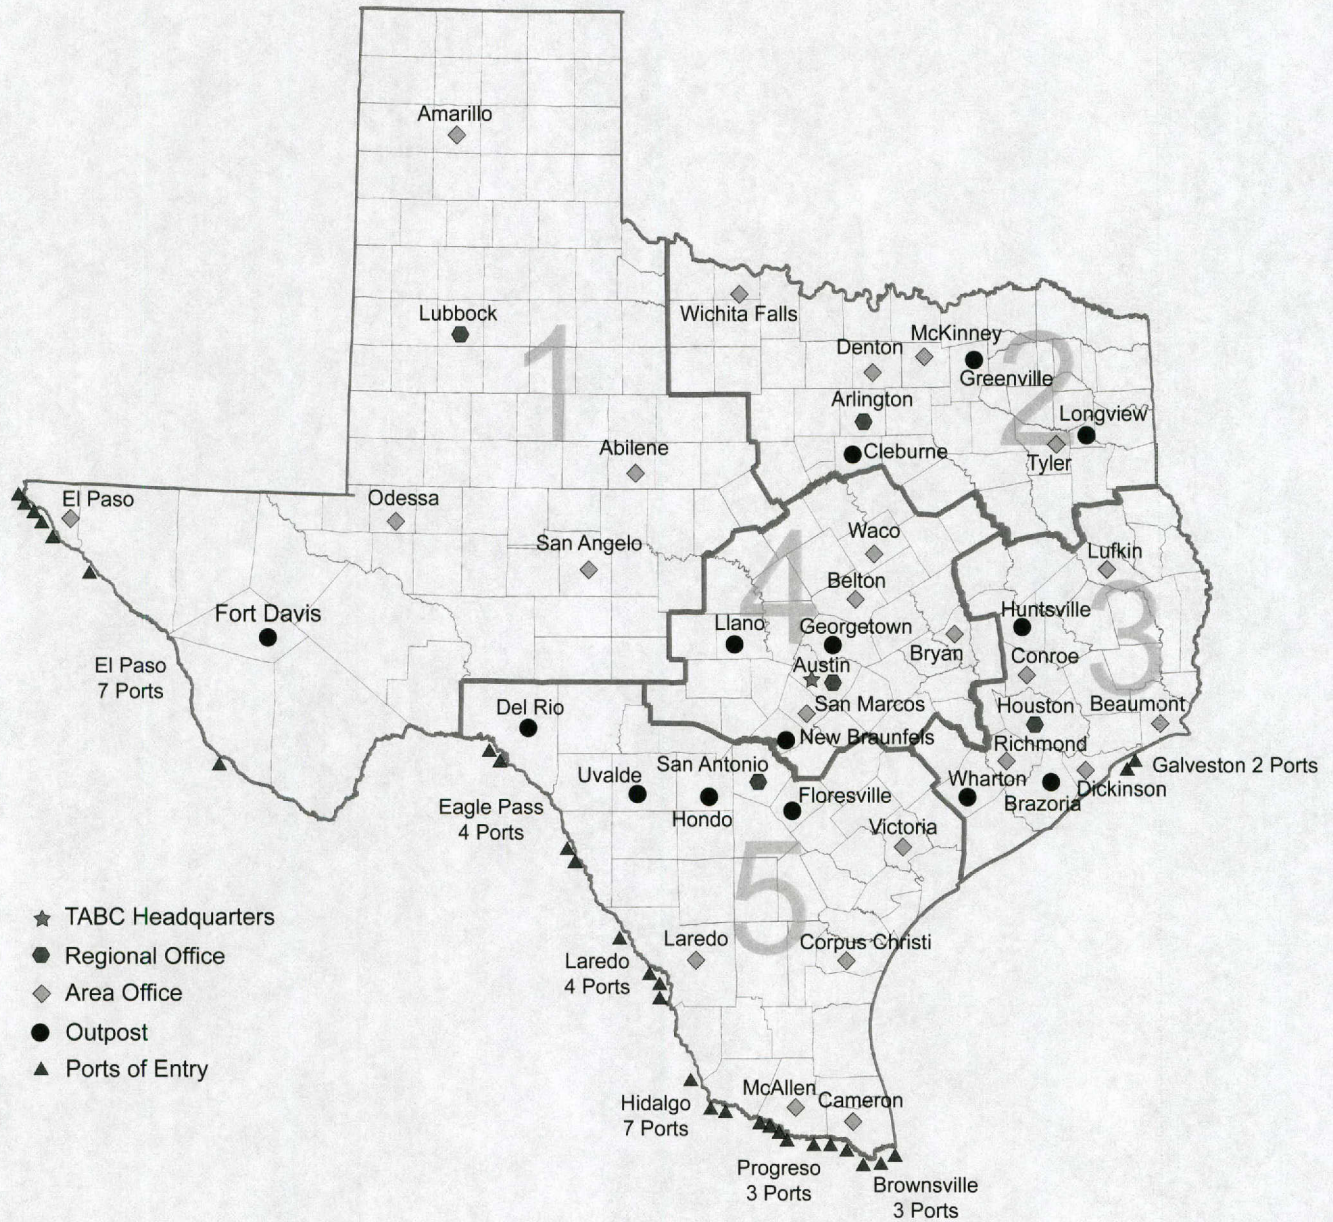 Amarillo
Lubbock
1
Wichita Falls
McKinney
Denton
2
Greenville
Arlington
Longview
Cleburne
Tyler
Abilene
El Paso
Odessa
San Angelo
Waco
Lufkin
4
Belton
3
Fort Davis
Llano
Georgetown
Huntsville
Bryan
Conroe
Austin
El Paso
7 Ports
Del Rio
San Marcos
Houston
Beaumont
New Braunfels
Richmond
Uvalde
San Antonio
Galveston 2 Ports
Wharton
Dickinson
Brazoria
Eagle Pass
4 Ports
Hondo
Floresville
Victoria
5
TABC Headquarters
Regional Office
Area Office
Outpost
Ports of Entry
Laredo
Corpus Christi
Laredo
4 Ports
McAllen
Cameron
Hidalgo
7 Ports
Progreso
3 Ports
Brownsville
3 Ports